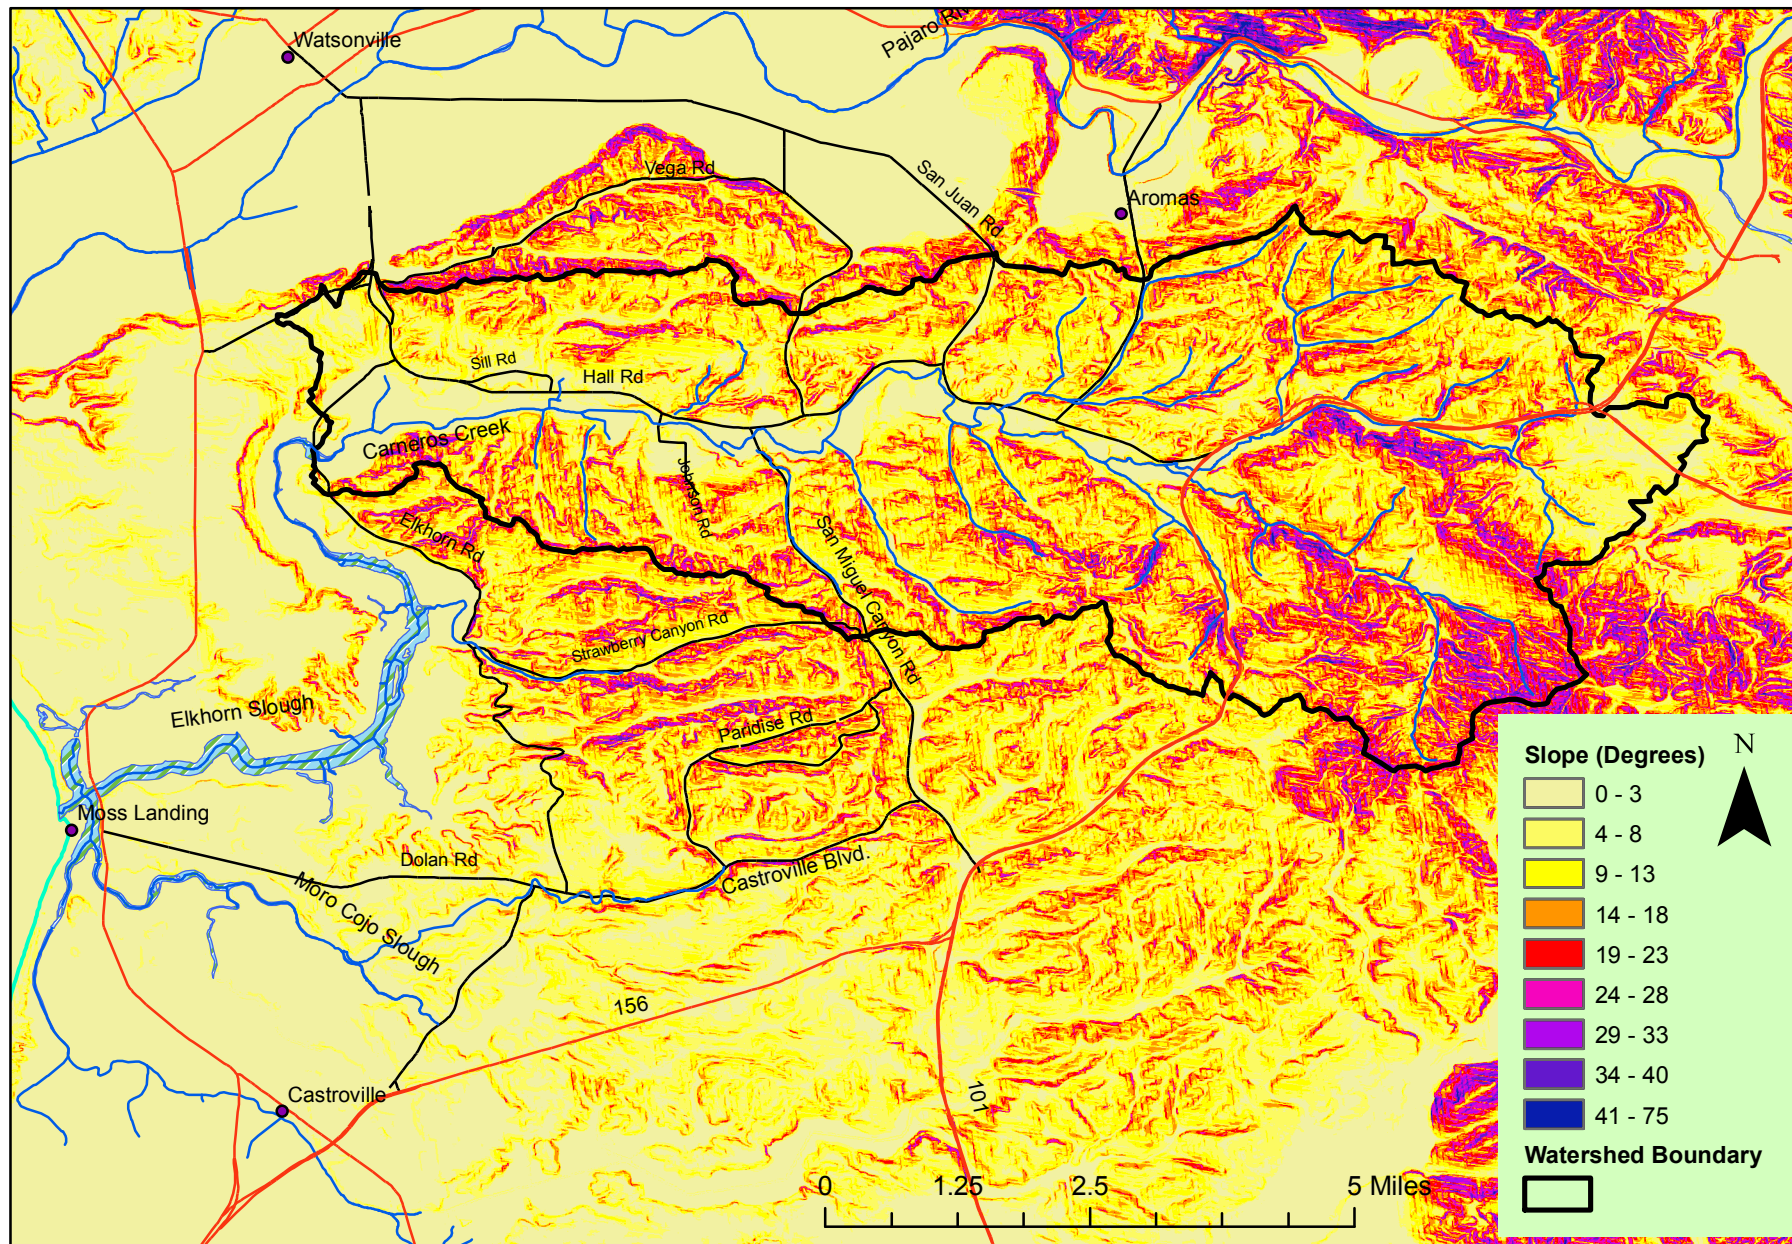 Watsonville
Pajaro Riv
Vega Rd
San Juan Rd
Aromas
Sill Rd
Hall Rd
Carneros Creek
Johnson Rd
Elkhorn Rd
San Miguel Canyon Rd
Strawberry Canyon Rd
Elkhorn Slough
Paridise Rd
Moss Landing
Dolan Rd
Castroville Blvd.
Moro Cojo Slough
156
101
Castroville
0 1.25 2.5 5 Miles
Slope (Degrees)
N
0 - 3
4 - 8
9 - 13
14 - 18
19 - 23
24 - 28
29 - 33
34 - 40
41 - 75
Watershed Boundary